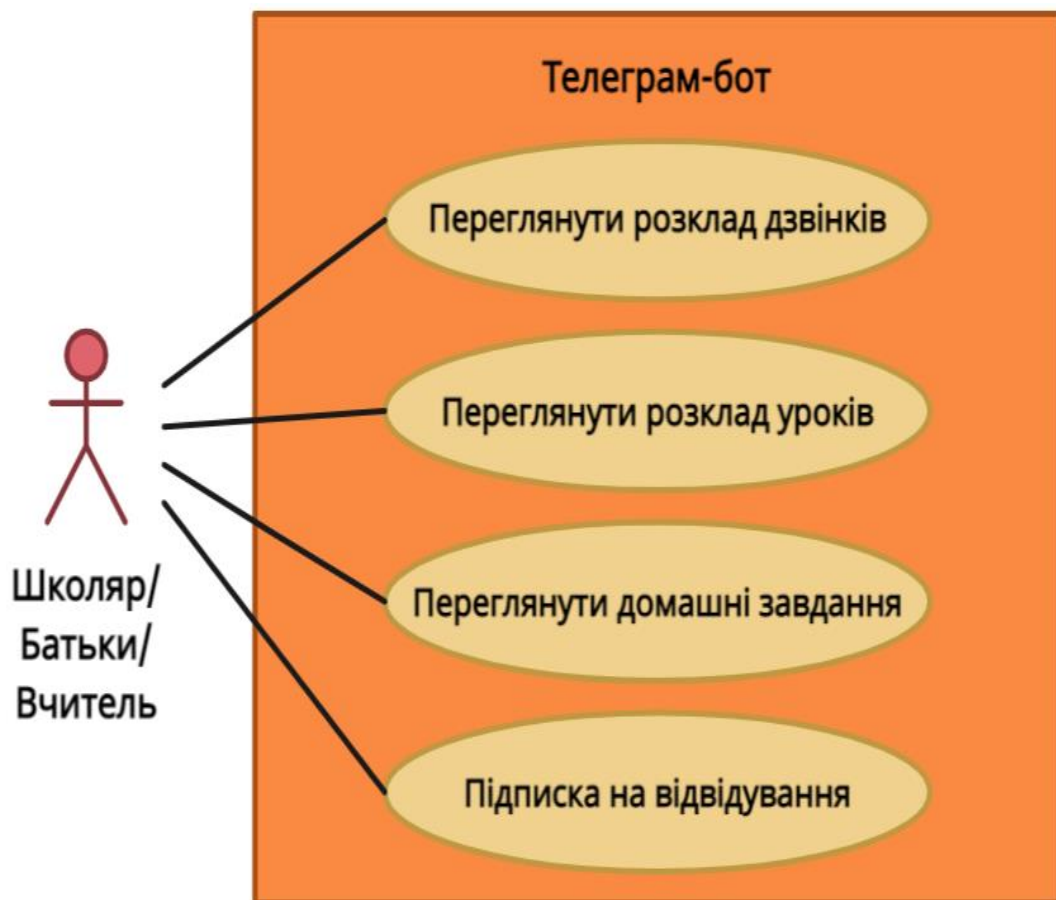 Телеграм-бот
Переглянути розклад дзвінків
Переглянути розклад уроків
Переглянути домашні завдання
Підписка на відвідування
Школяр/
Батьки/
Вчитель